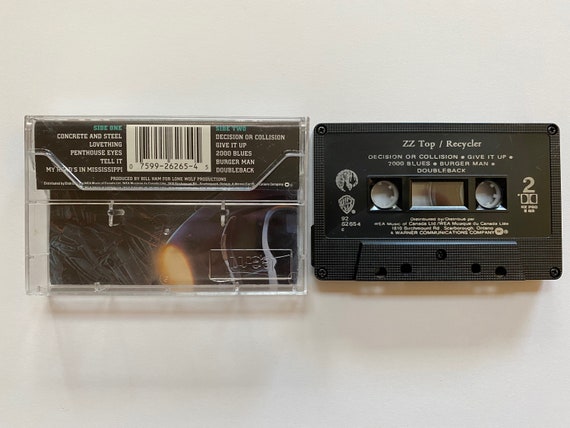 SIDE ONE
CONCRETE AND STEEL
LOVETHING
PENTHOUSE EYES
TELL IT
MY HEAD'S IN MISSISSIPPI
0 7599-26265-4 5
SIDE TWO
DECISION OR COLLISION
GIVE IT UP
2000 BLUES
BURGER MAN
DOUBLEBACK
PRODUCED BY BILL HAM FOR LONE WOLF PRODUCTIONS
ZZ Top / Recycler
DECISION OR COLLISION ● GIVE IT UP ●
2000 BLUES ● BURGER MAN ●
DOUBLEBACK
2
92
62654
Distributed by/Distribué par
WEA Music of Canada Ltd/WEA Musique du Canada Ltée
1810 Birchmount Rd., Scarborough, Ontario
A WARNER COMMUNICATIONS COMPANY